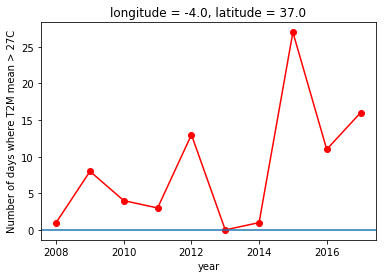 longitude = -4.0, latitude = 37.0
Number of days where T2M mean > 27C
25
20
15
10
5
0
2008 2010 2012 2014 2016
year